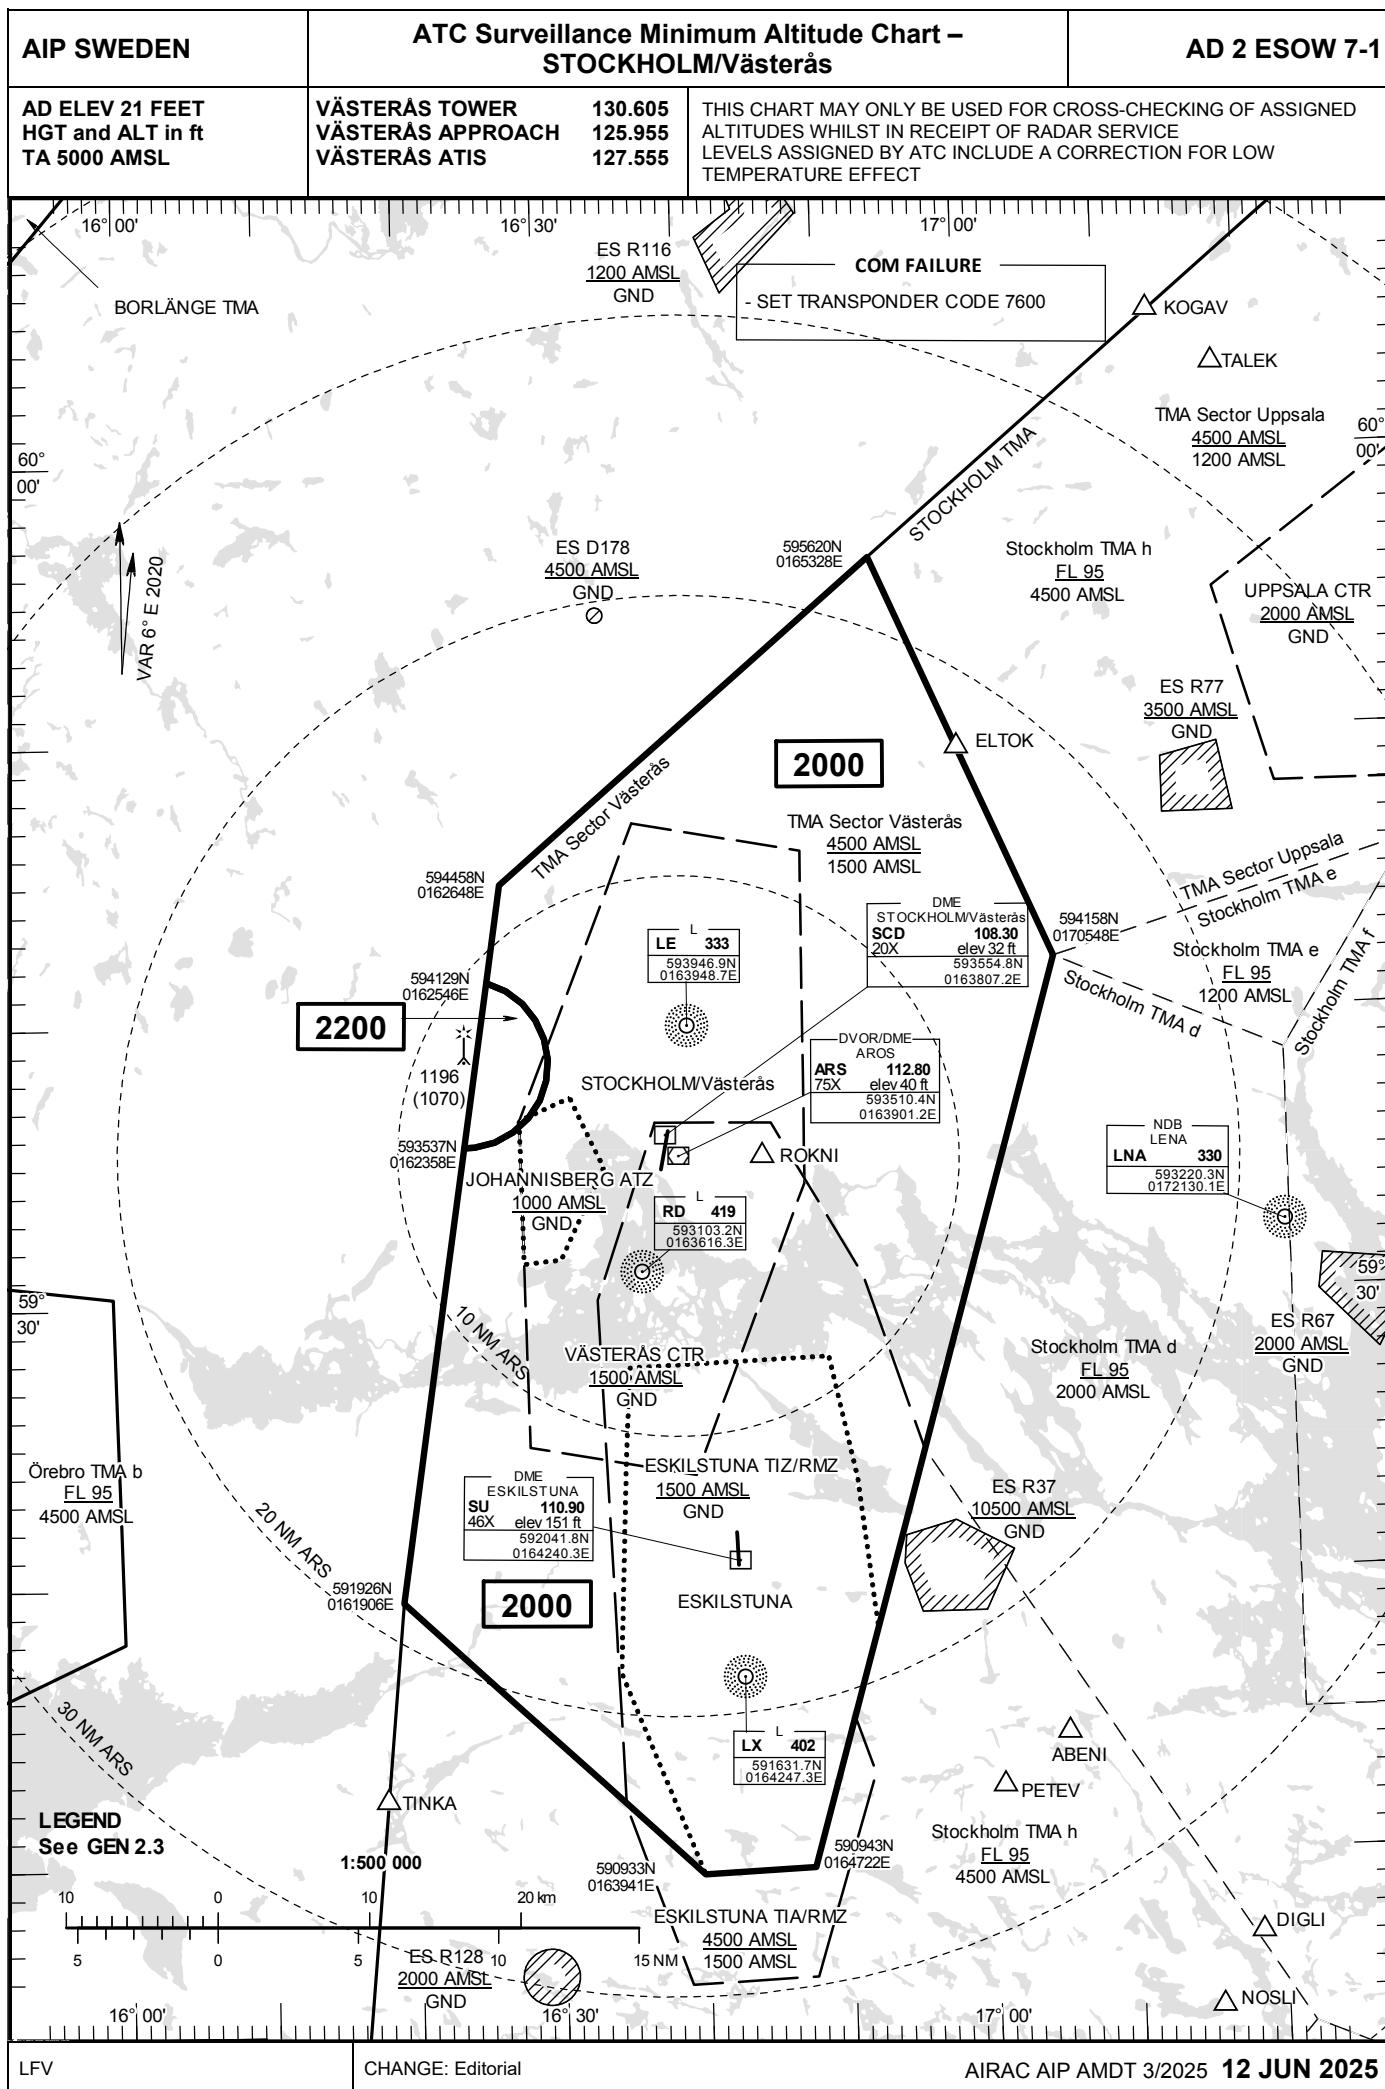 AIP SWEDEN
ATC Surveillance Minimum Altitude Chart –
STOCKHOLM/Västerås
AD 2 ESOW 7-1
AD ELEV 21 FEET
HGT and ALT in ft
TA 5000 AMSL
VÄSTERÅS TOWER 130.605
VÄSTERÅS APPROACH 125.955
VÄSTERÅS ATIS 127.555
THIS CHART MAY ONLY BE USED FOR CROSS-CHECKING OF ASSIGNED
ALTITUDES WHILST IN RECEIPT OF RADAR SERVICE
LEVELS ASSIGNED BY ATC INCLUDE A CORRECTION FOR LOW
TEMPERATURE EFFECT
16° 00'
16° 30'
17° 00'
BORLÄNGE TMA
ES R116
1200 AMSL
GND
COM FAILURE
- SET TRANSPONDER CODE 7600
KOGAV
TALEK
TMA Sector Uppsala
4500 AMSL
1200 AMSL
60°
00'
60°
00'
STOCKHOLM TMA
VAR 6° E 2020
ES D178
4500 AMSL
GND
595620N
0165328E
Stockholm TMA h
FL 95
4500 AMSL
UPPSALA CTR
2000 AMSL
GND
ES R77
3500 AMSL
GND
ELTOK
2000
TMA Sector Västerås
TMA Sector Västerås
4500 AMSL
1500 AMSL
594458N
0162648E
TMA Sector Uppsala
Stockholm TMA e
DME
STOCKHOLM/Västerås
SCD 108.30
20X elev 32 ft
593554.8N
0163807.2E
594158N
0170548E
L
LE 333
593946.9N
0163948.7E
Stockholm TMA e
FL 95
1200 AMSL
Stockholm TMA f
Stockholm TMA d
594129N
0162546E
2200
1196
(1070)
DVOR/DME
AROS
ARS 112.80
75X elev 40 ft
593510.4N
0163901.2E
STOCKHOLM/Västerås
593537N
0162358E
ROKNI
NDB
LENA
LNA 330
593220.3N
0172130.1E
JOHANNISBERG ATZ
1000 AMSL
GND
L
RD 419
593103.2N
0163616.3E
59°
30'
59°
30'
10 NM ARS
VÄSTERÅS CTR
1500 AMSL
GND
Stockholm TMA d
FL 95
2000 AMSL
ES R67
2000 AMSL
GND
Örebro TMA b
FL 95
4500 AMSL
20 NM ARS
DME
ESKILSTUNA
SU 110.90
46X elev 151 ft
592041.8N
0164240.3E
ESKILSTUNA TIZ/RMZ
1500 AMSL
GND
ES R37
10500 AMSL
GND
591926N
0161906E
2000
ESKILSTUNA
30 NM ARS
L
LX 402
591631.7N
0164247.3E
ABENI
PETEV
TINKA
LEGEND
See GEN 2.3
1:500 000
590933N
0163941E
590943N
0164722E
Stockholm TMA h
FL 95
4500 AMSL
10 0 10 20 km
5 0 5 10 15 NM
ESKILSTUNA TIA/RMZ
4500 AMSL
1500 AMSL
DIGLI
ES R128
2000 AMSL
GND
NOSLI
16° 00'
16° 30'
17° 00'
LFV
CHANGE: Editorial
AIRAC AIP AMDT 3/2025 12 JUN 2025